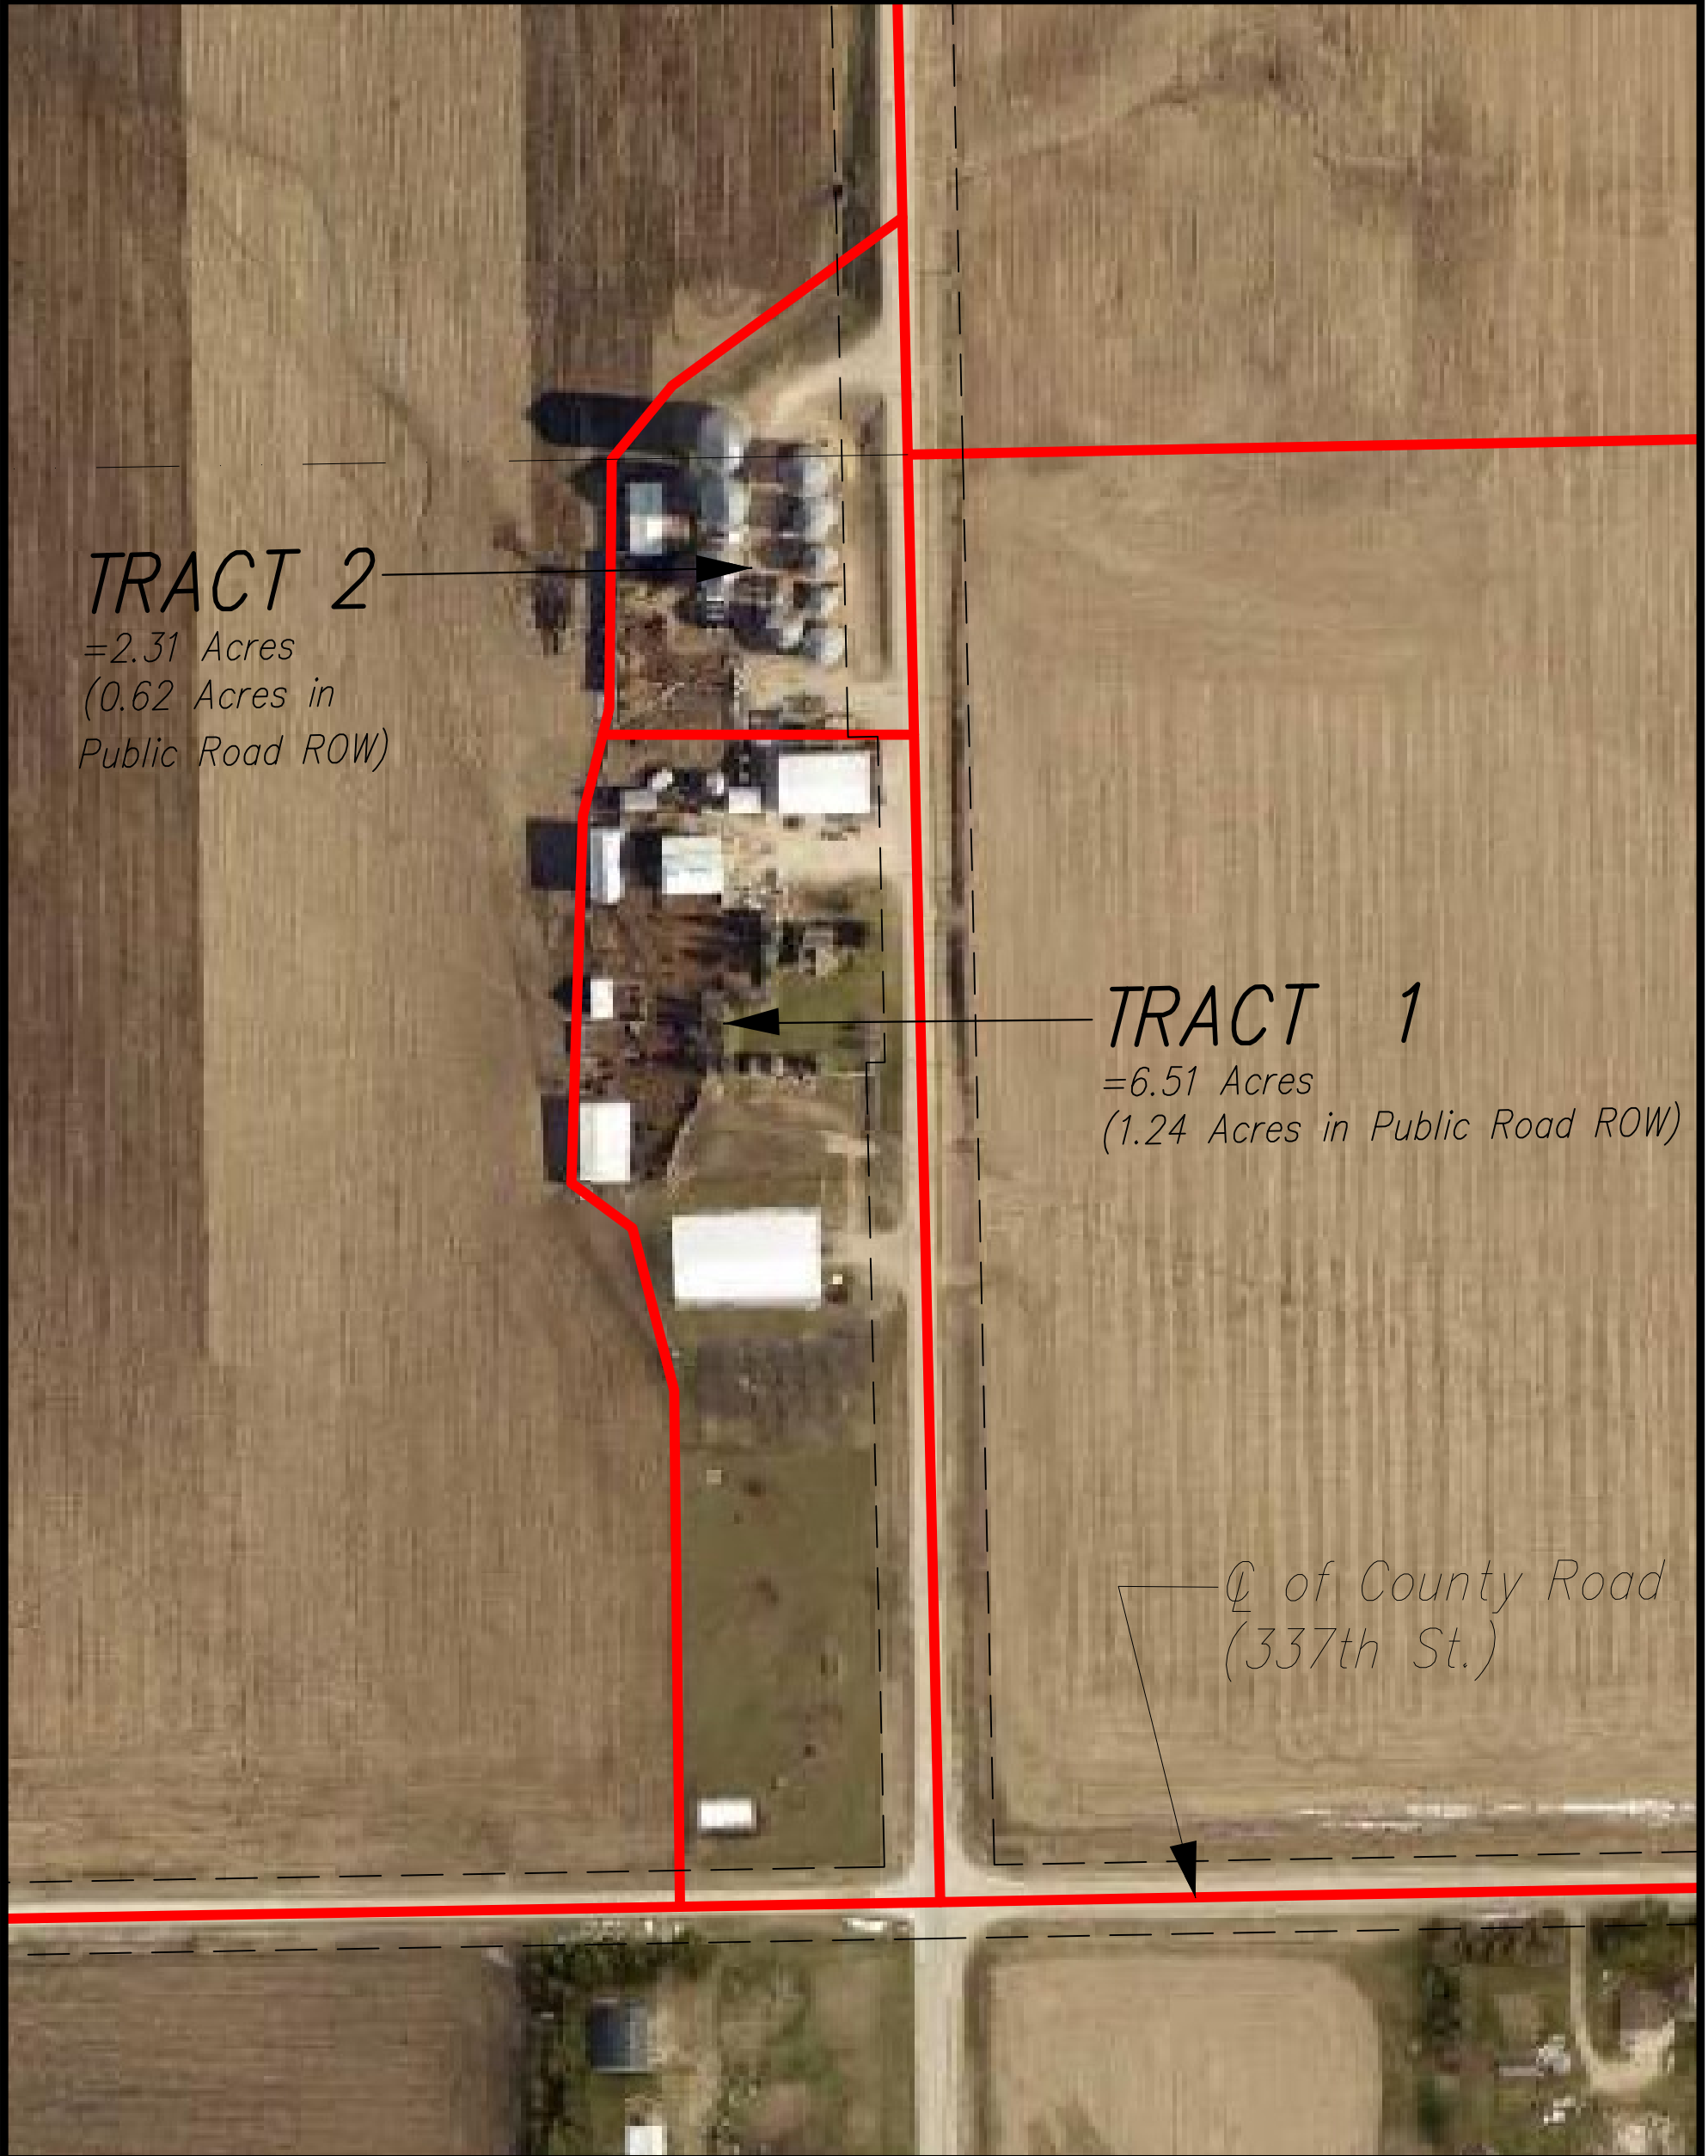 TRACT 2
=2.31 Acres
(0.62 Acres in
Public Road ROW)
TRACT 1
=6.51 Acres
(1.24 Acres in Public Road ROW)
℄ of County Road
(337th St.)